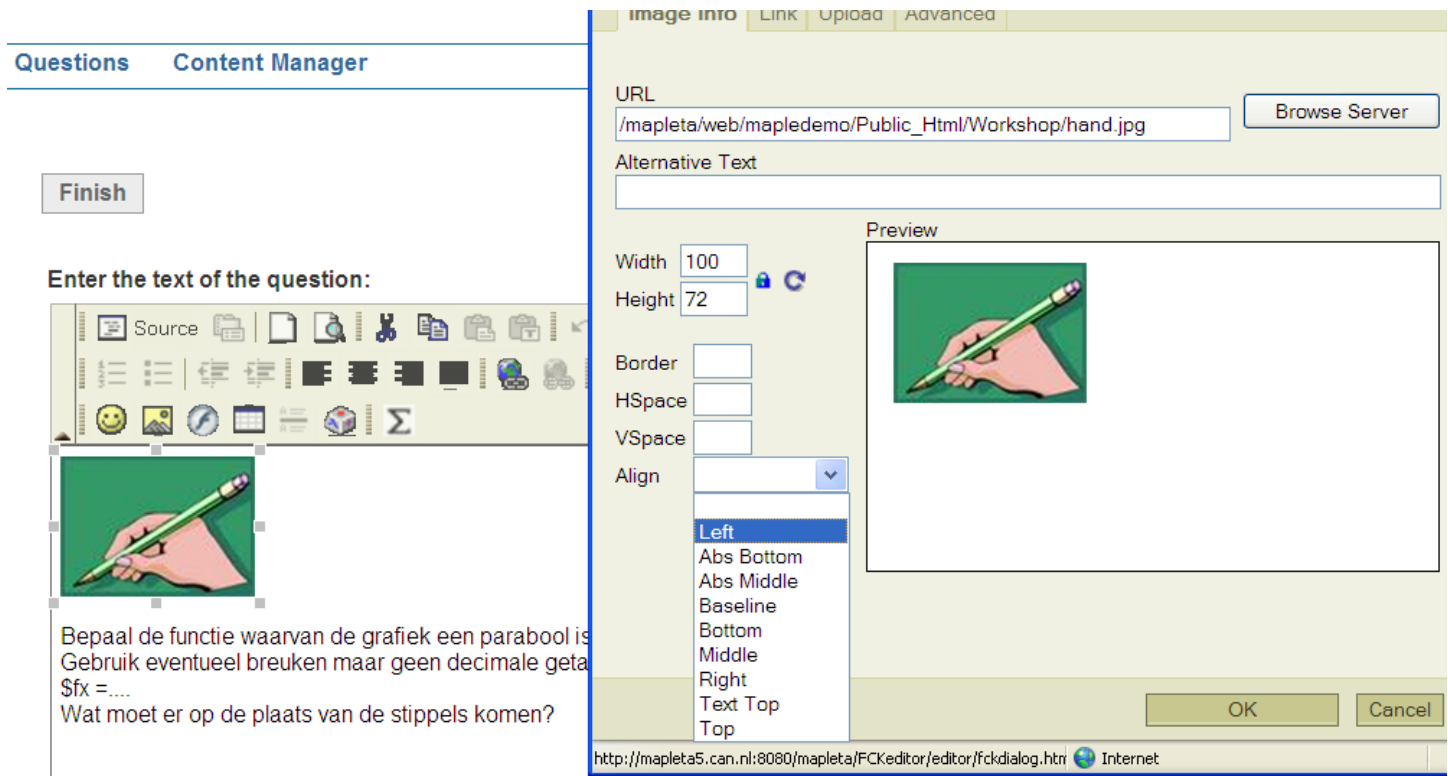 Questions Content Manager
Finish
Enter the text of the question:
Source
Bepaal de functie waarvan de grafiek een parabool is
Gebruik eventueel breuken maar geen decimale geta
$fx =....
Wat moet er op de plaats van de stippels komen?
Image Info Link Upload Advanced
URL
/mapleta/web/mapledemo/Public_Html/Workshop/hand.jpg
Browse Server
Alternative Text
Preview
Width 100
Height 72
Border
HSpace
VSpace
Align
Left
Abs Bottom
Abs Middle
Baseline
Bottom
Middle
Right
Text Top
Top
OK Cancel
http://mapleta5.can.nl:8080/mapleta/FCKeditor/editor/fckdialog.htm Internet